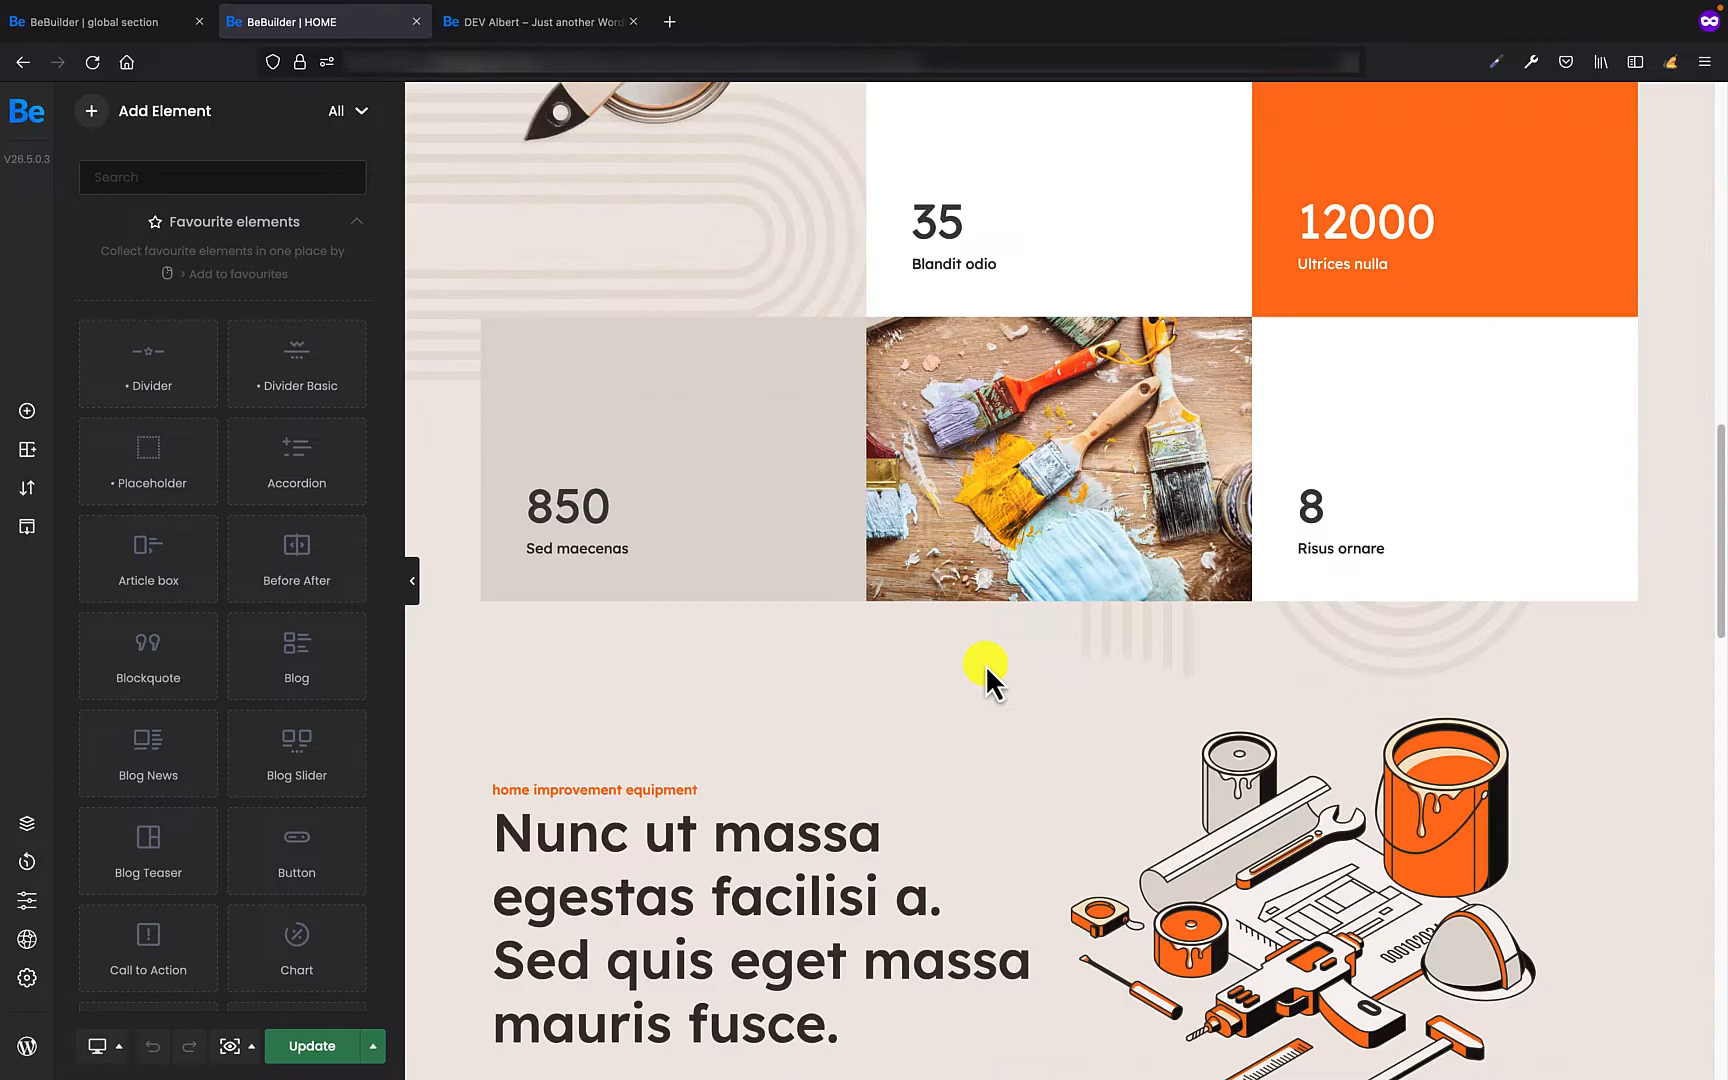 BeBuilder | global section
BeBuilder | HOME
DEV Albert – Just another Word
Be
V26.5.0.3
Add Element
All
Search
Favourite elements
Collect favourite elements in one place by
> Add to favourites
• Divider
• Divider Basic
• Placeholder
Accordion
Article box
Before After
Blockquote
Blog
Blog News
Blog Slider
Blog Teaser
Button
Call to Action
Chart
Update
35
Blandit odio
12000
Ultrices nulla
850
Sed maecenas
8
Risus ornare
home improvement equipment
Nunc ut massa
egestas facilisi a.
Sed quis eget massa
mauris fusce.